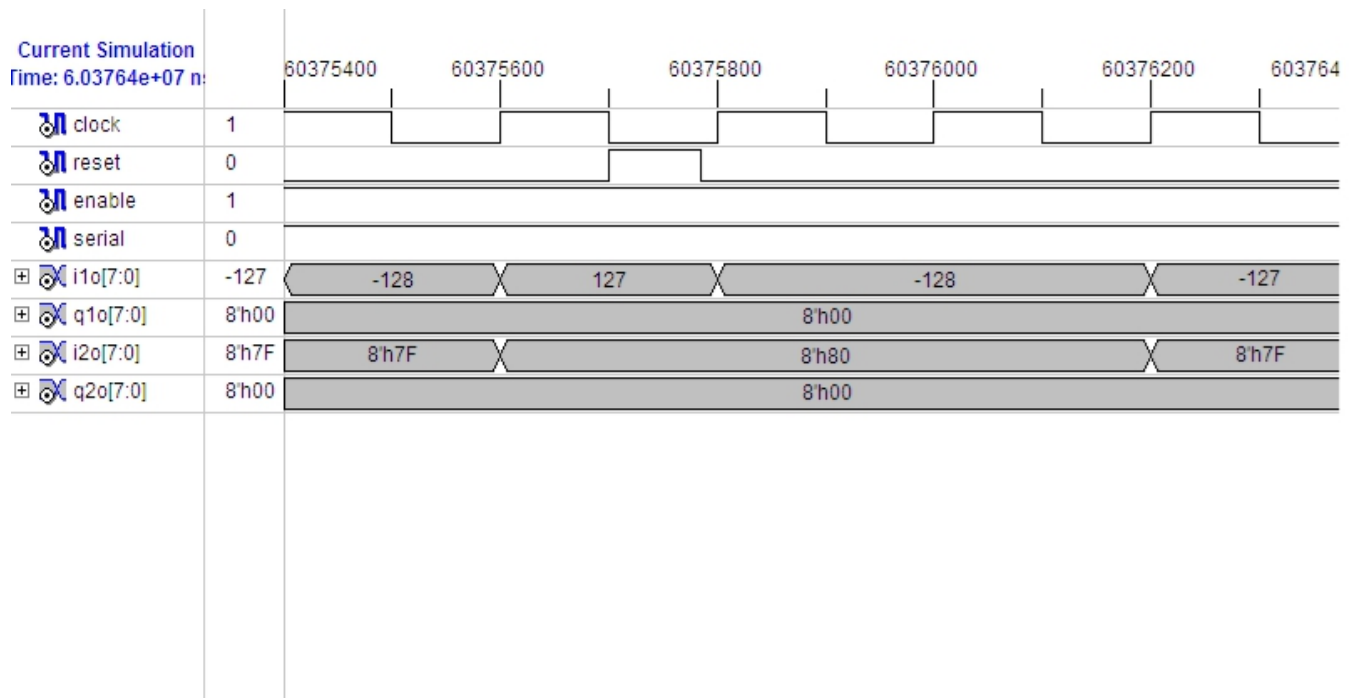 Current Simulation
Time: 6.03764e+07 ns
60375400 60375600 60375800 60376000 60376200 603764
clock 1
reset 0
enable 1
serial 0
i1o[7:0] -127 -128 127 -128 -127
q1o[7:0] 8'h00 8'h00
i2o[7:0] 8'h7F 8'h7F 8'h80 8'h7F
q2o[7:0] 8'h00 8'h00